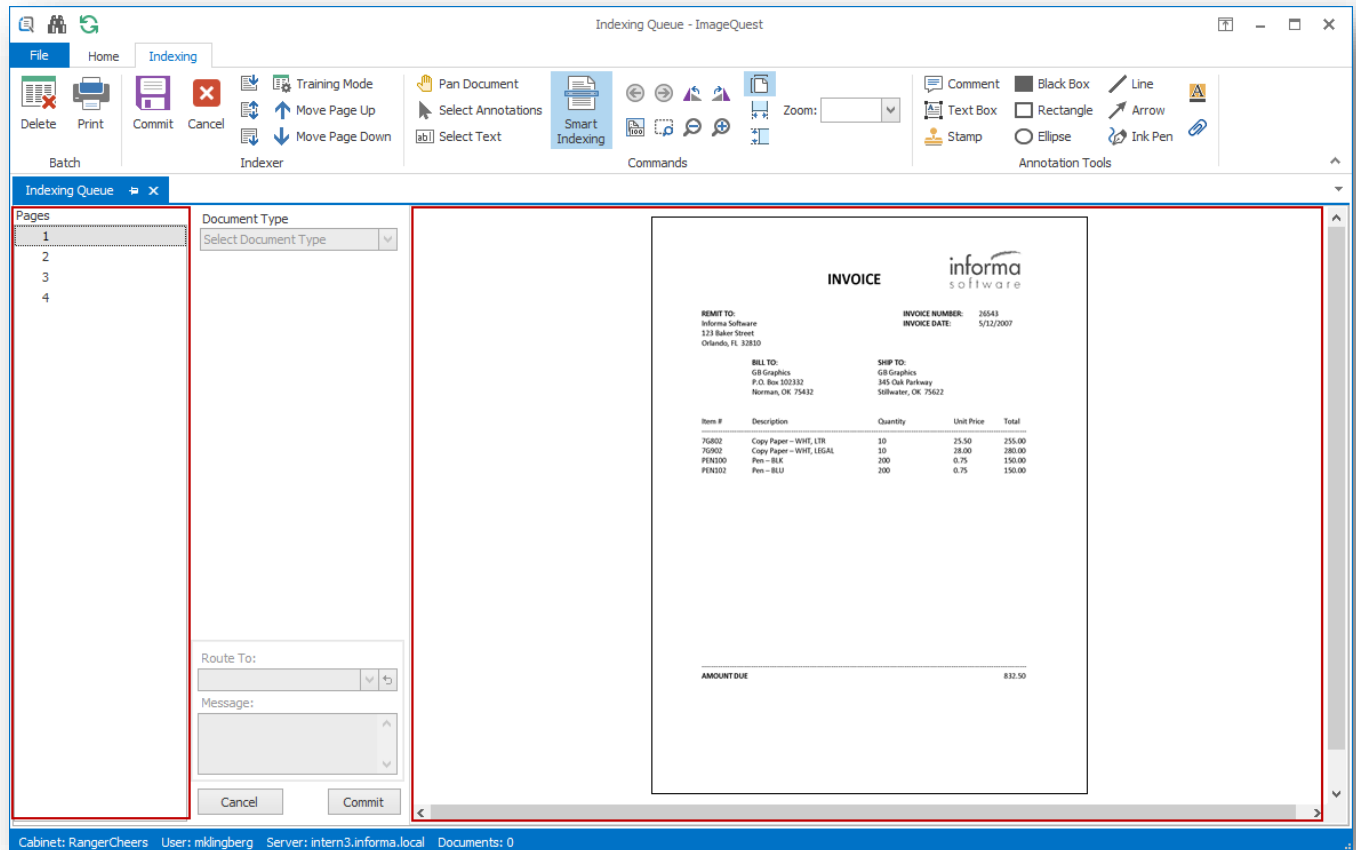 Indexing Queue - ImageQuest
File Home Indexing
Training Mode
Move Page Up
Move Page Down
Delete Print Commit Cancel
Batch Indexer
Pan Document
Select Annotations
Select Text
Smart Indexing
100
Zoom:
Commands
Comment Black Box Line
Text Box Rectangle Arrow
Stamp Ellipse Ink Pen
Annotation Tools
Indexing Queue
Pages
1
2
3
4
Document Type
Select Document Type
Route To:
Message:
Cancel Commit
informa
software
INVOICE
REMIT TO:
Informa Software
123 Baker Street
Orlando, FL 32810
INVOICE NUMBER: 26543
INVOICE DATE: 5/12/2007
BILL TO:
GB Graphics
P.O. Box 102332
Norman, OK 75432
SHIP TO:
GB Graphics
345 Oak Parkway
Stillwater, OK 75622
Item # Description Quantity Unit Price Total
7G802 Copy Paper – WHT, LTR 10 25.50 255.00
7G902 Copy Paper – WHT, LEGAL 10 28.00 280.00
PEN100 Pen – BLK 200 0.75 150.00
PEN102 Pen – BLU 200 0.75 150.00
AMOUNT DUE 832.50
Cabinet: RangerCheers User: mklingberg Server: intern3.informa.local Documents: 0